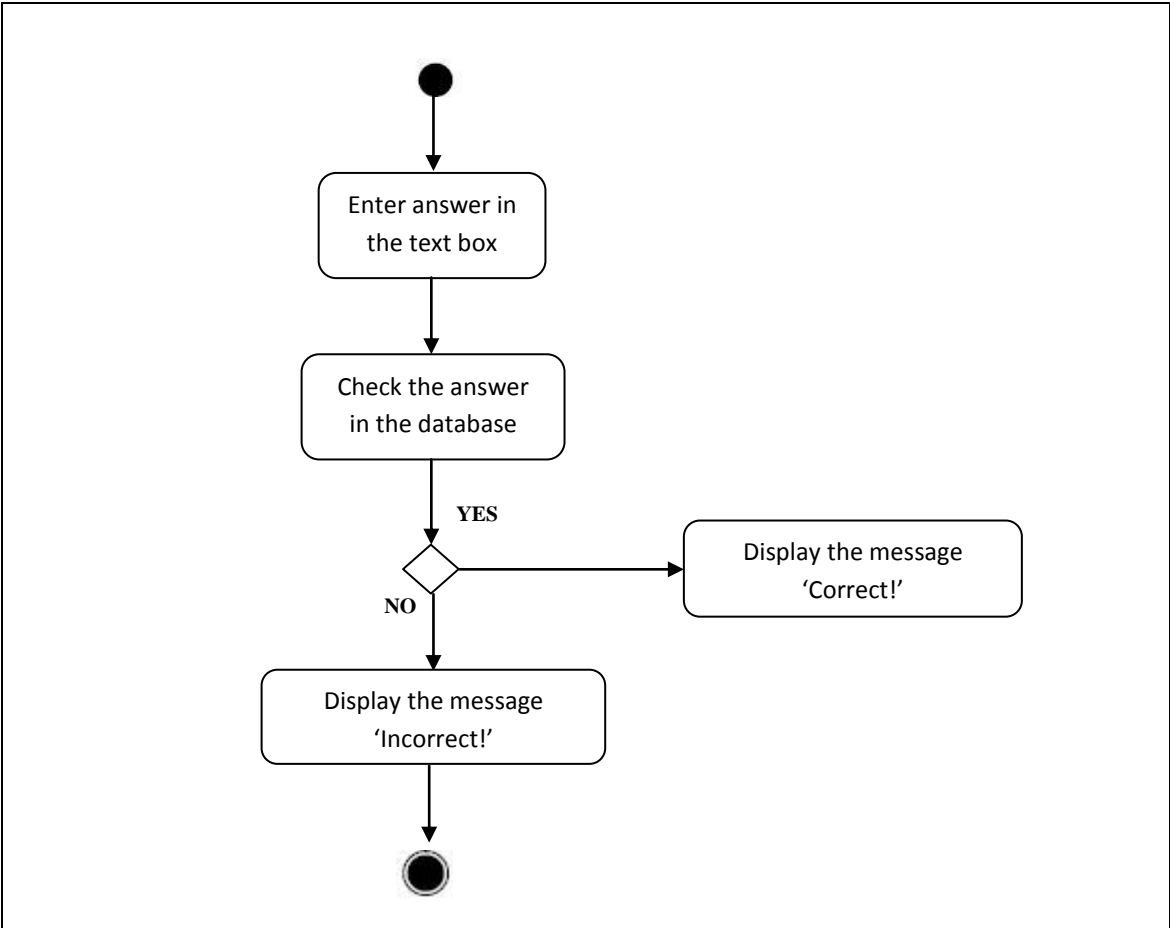 Enter answer in
the text box
Check the answer
in the database
YES
Display the message
‘Correct!’
NO
Display the message
‘Incorrect!’